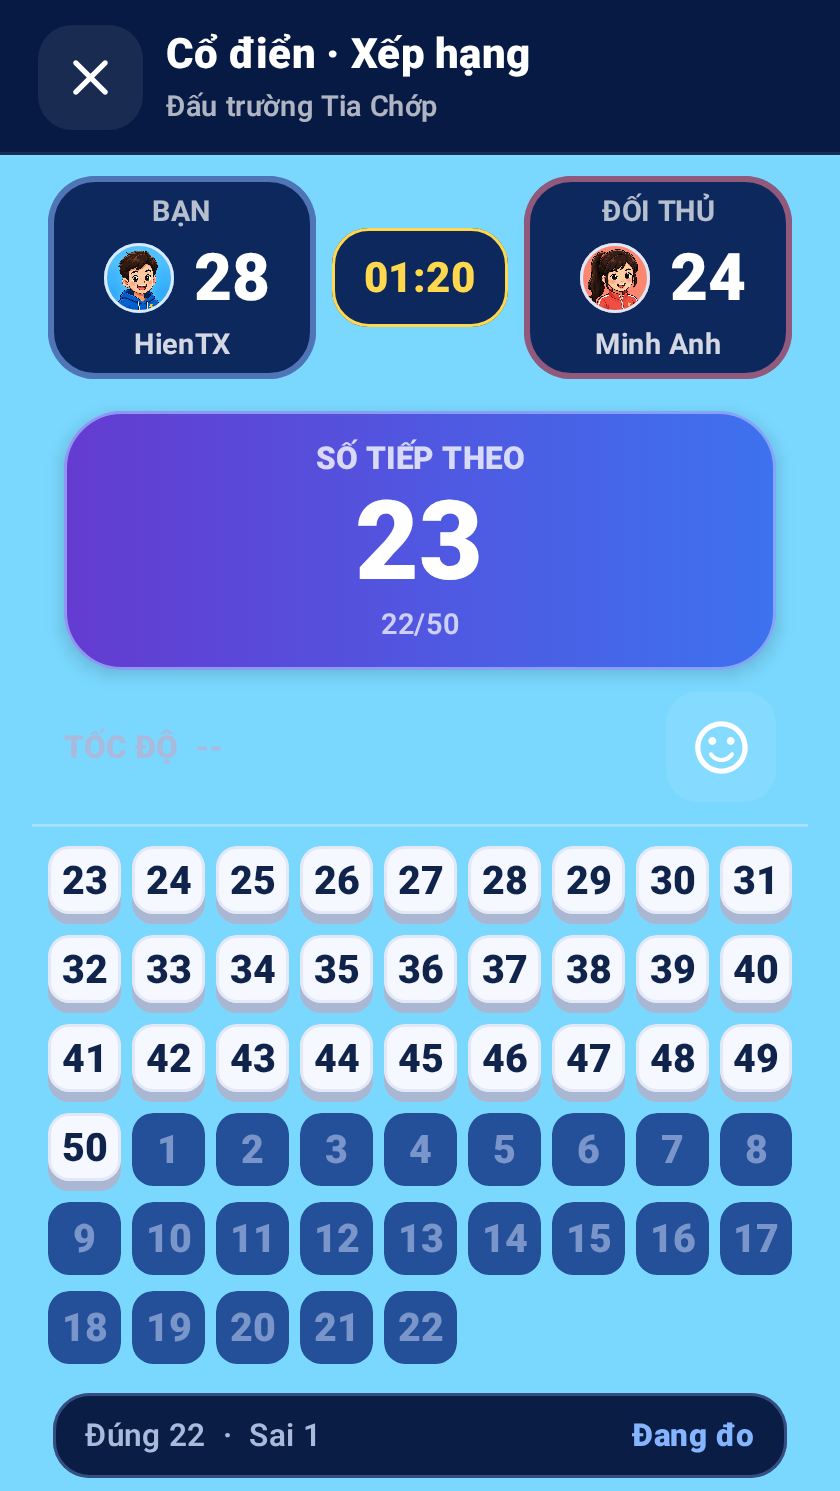 Cổ điển · Xếp hạng
Đấu trường Tia Chớp
BẠN
28
HienTX
01:20
ĐỐI THỦ
24
Minh Anh
SỐ TIẾP THEO
23
22/50
TỐC ĐỘ --
23 24 25 26 27 28 29 30 31
32 33 34 35 36 37 38 39 40
41 42 43 44 45 46 47 48 49
50 1 2 3 4 5 6 7 8
9 10 11 12 13 14 15 16 17
18 19 20 21 22
Đúng 22 · Sai 1
Đang đo